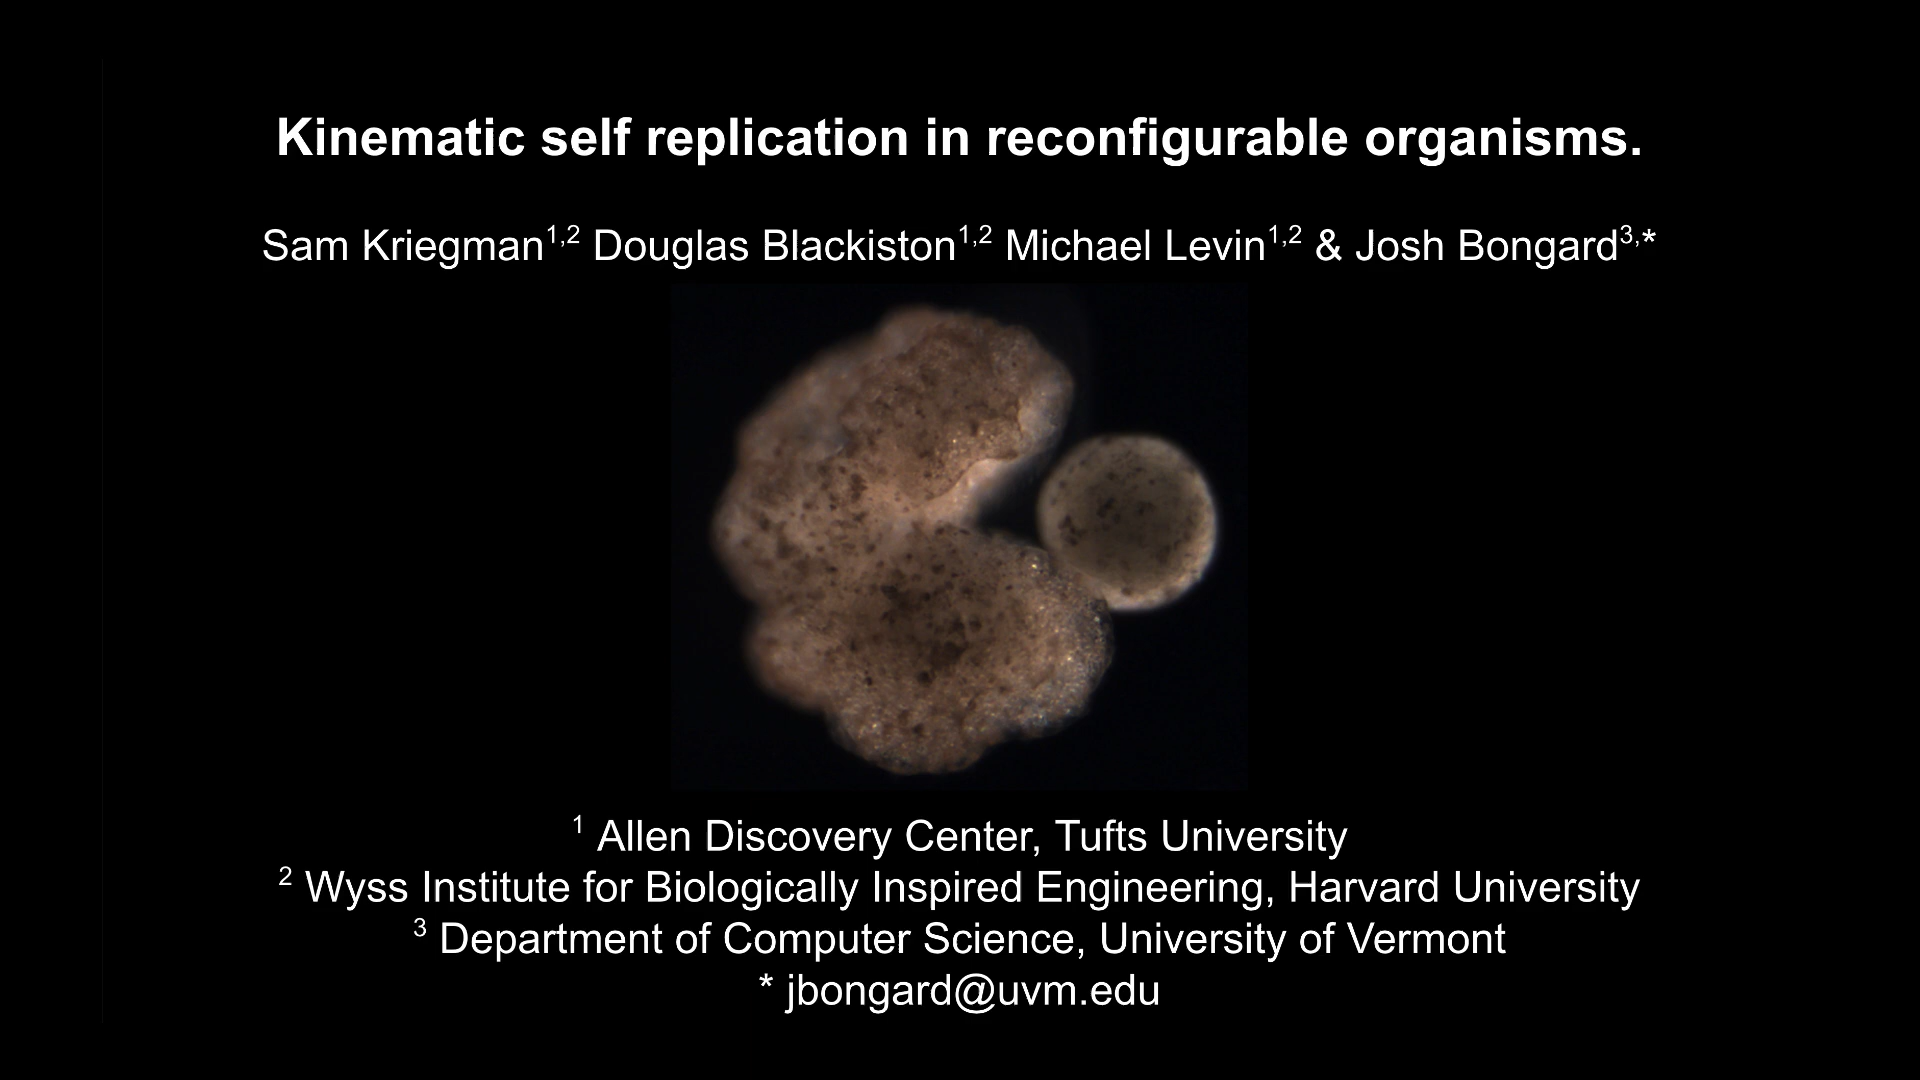 Kinematic self replication in reconfigurable organisms.
Sam Kriegman1,2 Douglas Blackiston1,2 Michael Levin1,2 & Josh Bongard3,*
1 Allen Discovery Center, Tufts University
2 Wyss Institute for Biologically Inspired Engineering, Harvard University
3 Department of Computer Science, University of Vermont
* jbongard@uvm.edu